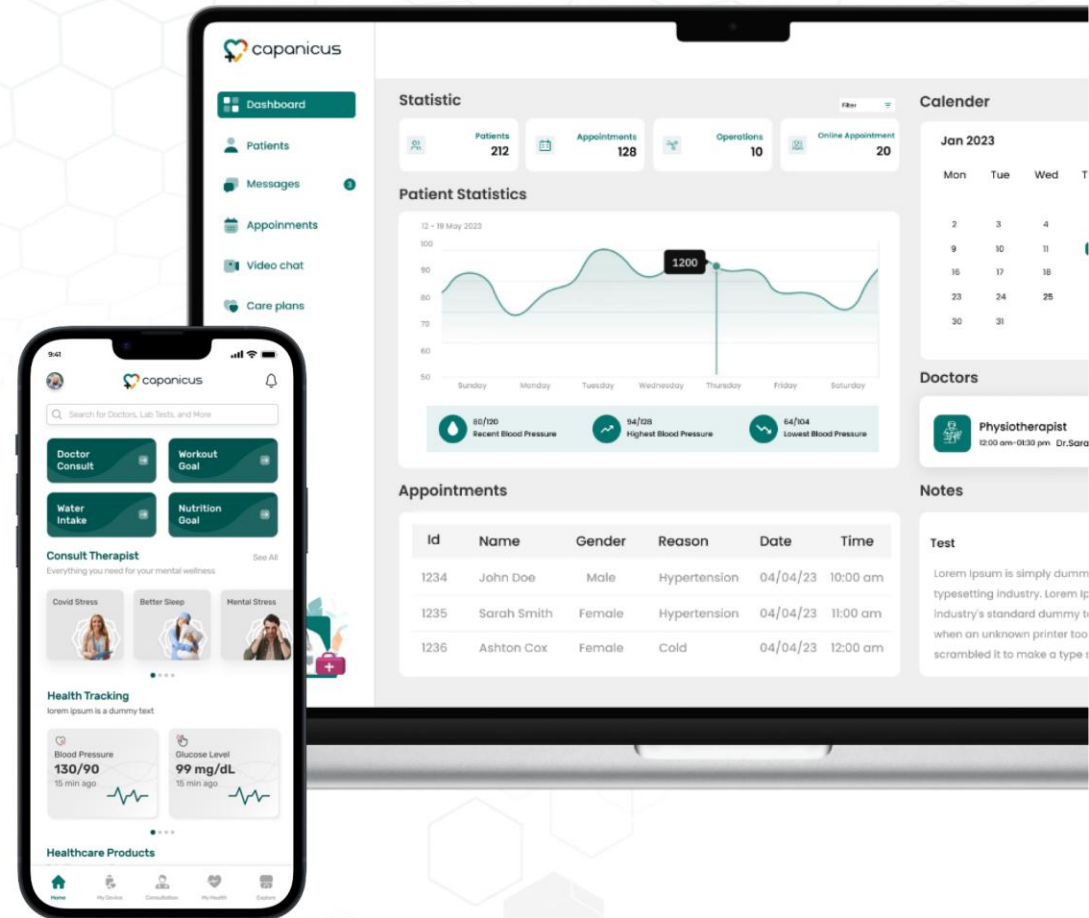 capanicus
Dashboard
Patients
Messages 3
Appoinments
Video chat
Care plans
Statistic
Filter
Patients
212
Appointments
128
Operations
10
Online Appointment
20
Patient Statistics
12 - 19 May 2023
100
90
80
70
60
50
1200
Sunday Monday Tuesday Wednesday Thursday Friday Saturday
80/120
Recent Blood Pressure
94/128
Highest Blood Pressure
64/104
Lowest Blood Pressure
Appointments
Id Name Gender Reason Date Time
1234 John Doe Male Hypertension 04/04/23 10:00 am
1235 Sarah Smith Female Hypertension 04/04/23 11:00 am
1236 Ashton Cox Female Cold 04/04/23 12:00 am
Calender
Jan 2023
Mon Tue Wed T
2 3 4
9 10 11
16 17 18
23 24 25
30 31
Doctors
Physiotherapist
12:00 am-01:30 pm Dr.Sara
Notes
Test
Lorem Ipsum is simply dumm
typesetting industry. Lorem Ip
industry's standard dummy t
when an unknown printer too
scrambled it to make a type s
9:41
capanicus
Search for Doctors, Lab Tests, and More
Doctor
Consult
Workout
Goal
Water
Intake
Nutrition
Goal
Consult Therapist See All
Everything you need for your mental wellness
Covid Stress Better Sleep Mental Stress
Health Tracking
lorem ipsum is a dummy text
Blood Pressure
130/90
15 min ago
Glucose Level
99 mg/dL
15 min ago
Healthcare Products
Home My Device Consultation My Health Explore